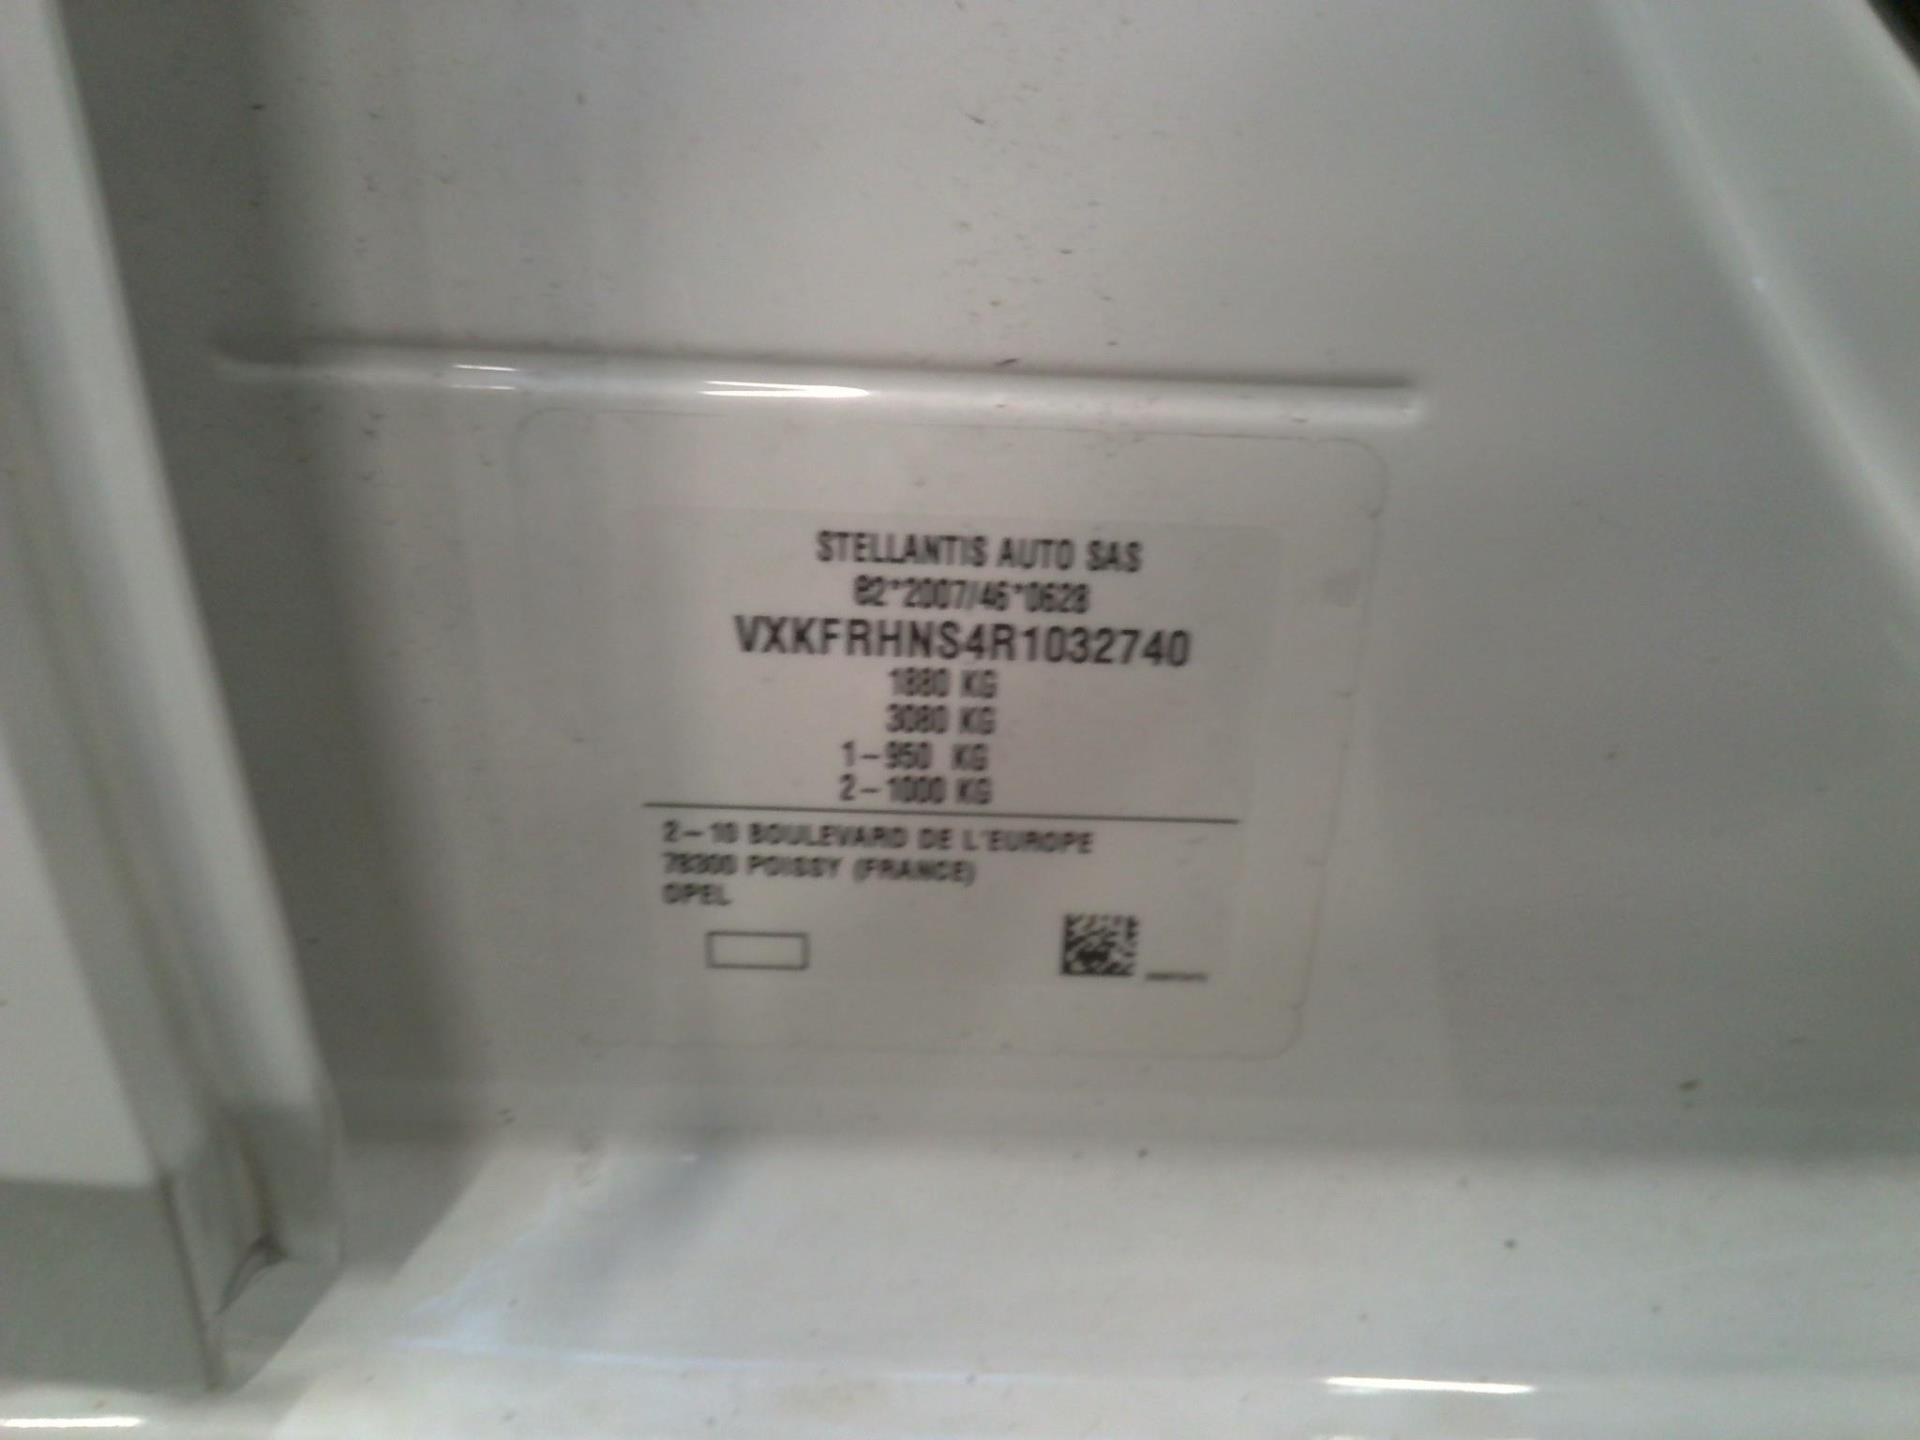 STELLANTIS AUTO SAS
e2*2007/46*0628
VXKFRHNS4R1032740
1880 KG
3080 KG
1-950 KG
2-1000 KG
2-10 BOULEVARD DE L'EUROPE
78300 POISSY (FRANCE)
OPEL